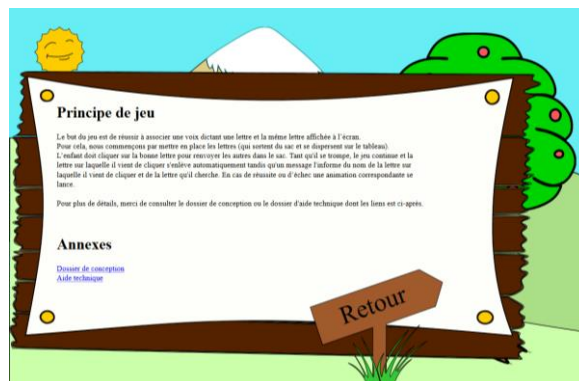 Principe de jeu
Le but du jeu est de réussir à associer une voix dictant une lettre et la même lettre affichée à l'écran.
Pour cela, nous commençons par mettre en place les lettres (qui sortent du sac et se dispersent sur le tableau).
L'enfant doit cliquer sur la bonne lettre pour renvoyer les autres dans le sac. Tant qu'il se trompe, le jeu continue et la
lettre sur laquelle il vient de cliquer s'enlève automatiquement tandis qu'un message l'informe du nom de la lettre sur
laquelle il vient de cliquer et de la lettre qu'il cherche. En cas de réussite ou d'échec une animation correspondante se
lance.
Pour plus de détails, merci de consulter le dossier de conception ou le dossier d'aide technique dont les liens est ci-après.
Annexes
Dossier de conception
Aide technique
Retour